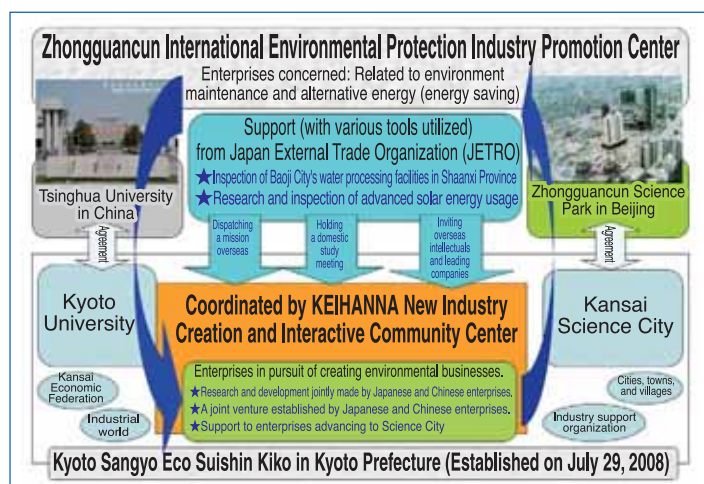 Zhongguancun International Environmental Protection Industry Promotion Center
Enterprises concerned: Related to environment
maintenance and alternative energy (energy saving)
Support (with various tools utilized)
from Japan External Trade Organization (JETRO)
★Inspection of Baoji City's water processing facilities in Shaanxi Province
★Research and inspection of advanced solar energy usage
Tsinghua University
in China
Zhongguancun Science
Park in Beijing
Agreement
Dispatching
a mission
overseas
Holding
a domestic
study
meeting
Inviting
overseas
intellectuals
and leading
companies
Agreement
Kyoto
University
Coordinated by KEIHANNA New Industry
Creation and Interactive Community Center
Kansai
Science City
Enterprises in pursuit of creating environmental businesses.
★Research and development jointly made by Japanese and Chinese enterprises.
★A joint venture established by Japanese and Chinese enterprises.
★Support to enterprises advancing to Science City
Kansai
Economic
Federation
Industrial
world
Cities, towns,
and villages
Industry support
organization
Kyoto Sangyo Eco Suishin Kiko in Kyoto Prefecture (Established on July 29, 2008)